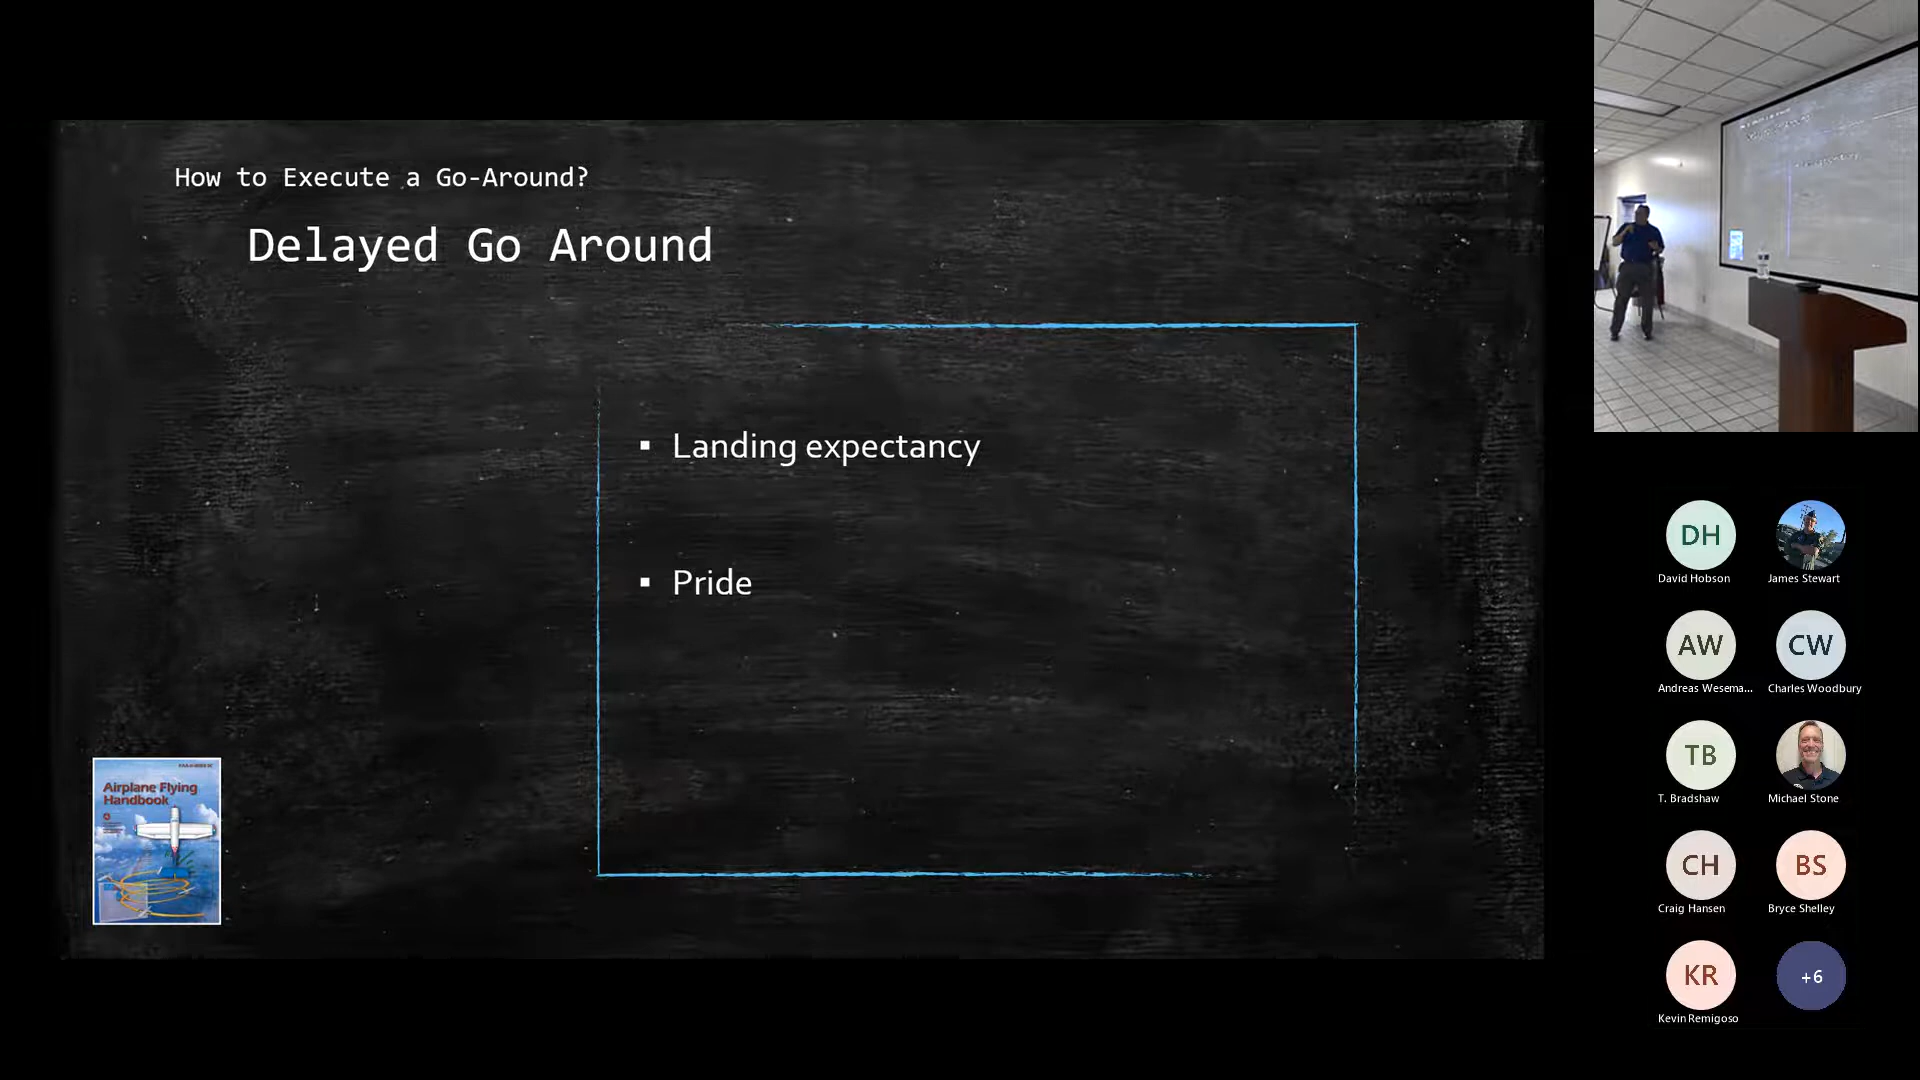 How to Execute a Go-Around?
Delayed Go Around
▪ Landing expectancy
▪ Pride
Airplane Flying
Handbook
DH
David Hobson
James Stewart
AW
Andreas Wesema...
CW
Charles Woodbury
TB
T. Bradshaw
Michael Stone
CH
Craig Hansen
BS
Bryce Shelley
KR
Kevin Remigoso
+6